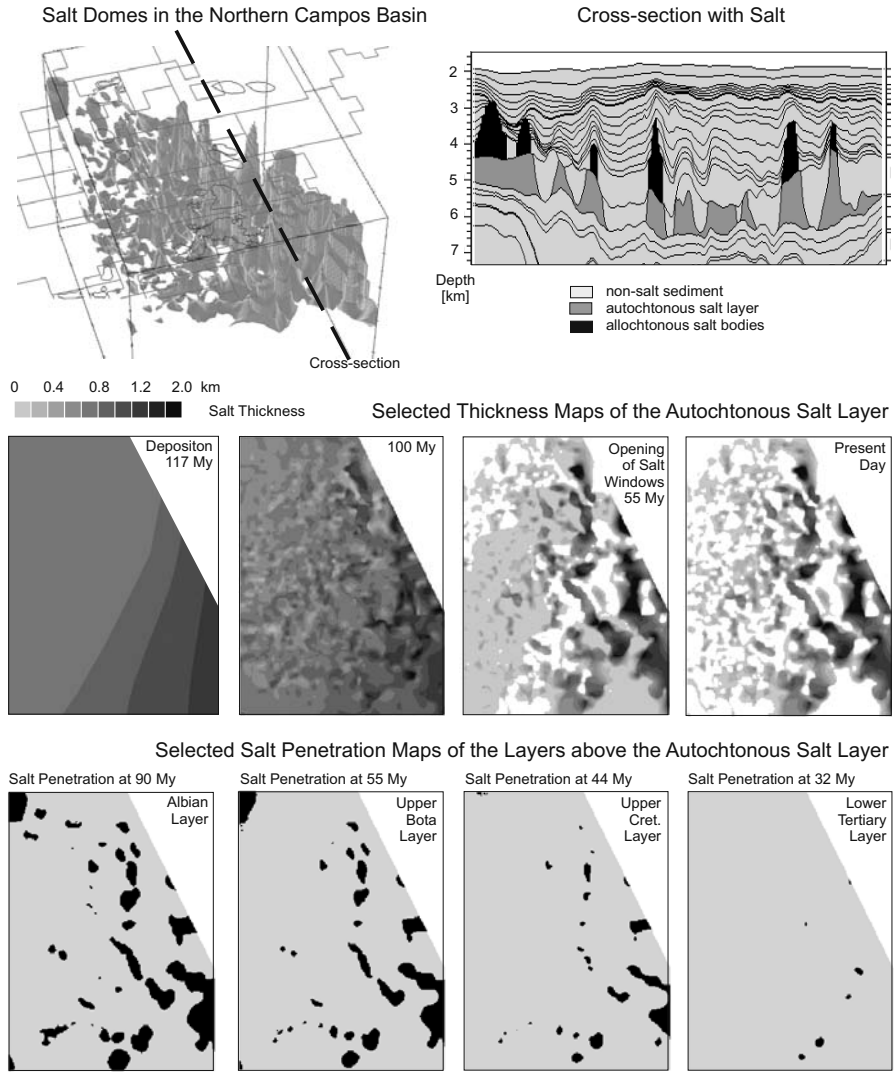 Salt Domes in the Northern Campos Basin
Cross-section with Salt
2
3
4
5
6
7
Depth
[km]
non-salt sediment
autochtonous salt layer
allochtonous salt bodies
Cross-section
0 0.4 0.8 1.2 2.0 km
Salt Thickness
Selected Thickness Maps of the Autochtonous Salt Layer
Depositon
117 My
100 My
Opening
of Salt
Windows
55 My
Present
Day
Selected Salt Penetration Maps of the Layers above the Autochtonous Salt Layer
Salt Penetration at 90 My
Albian
Layer
Salt Penetration at 55 My
Upper
Bota
Layer
Salt Penetration at 44 My
Upper
Cret.
Layer
Salt Penetration at 32 My
Lower
Tertiary
Layer